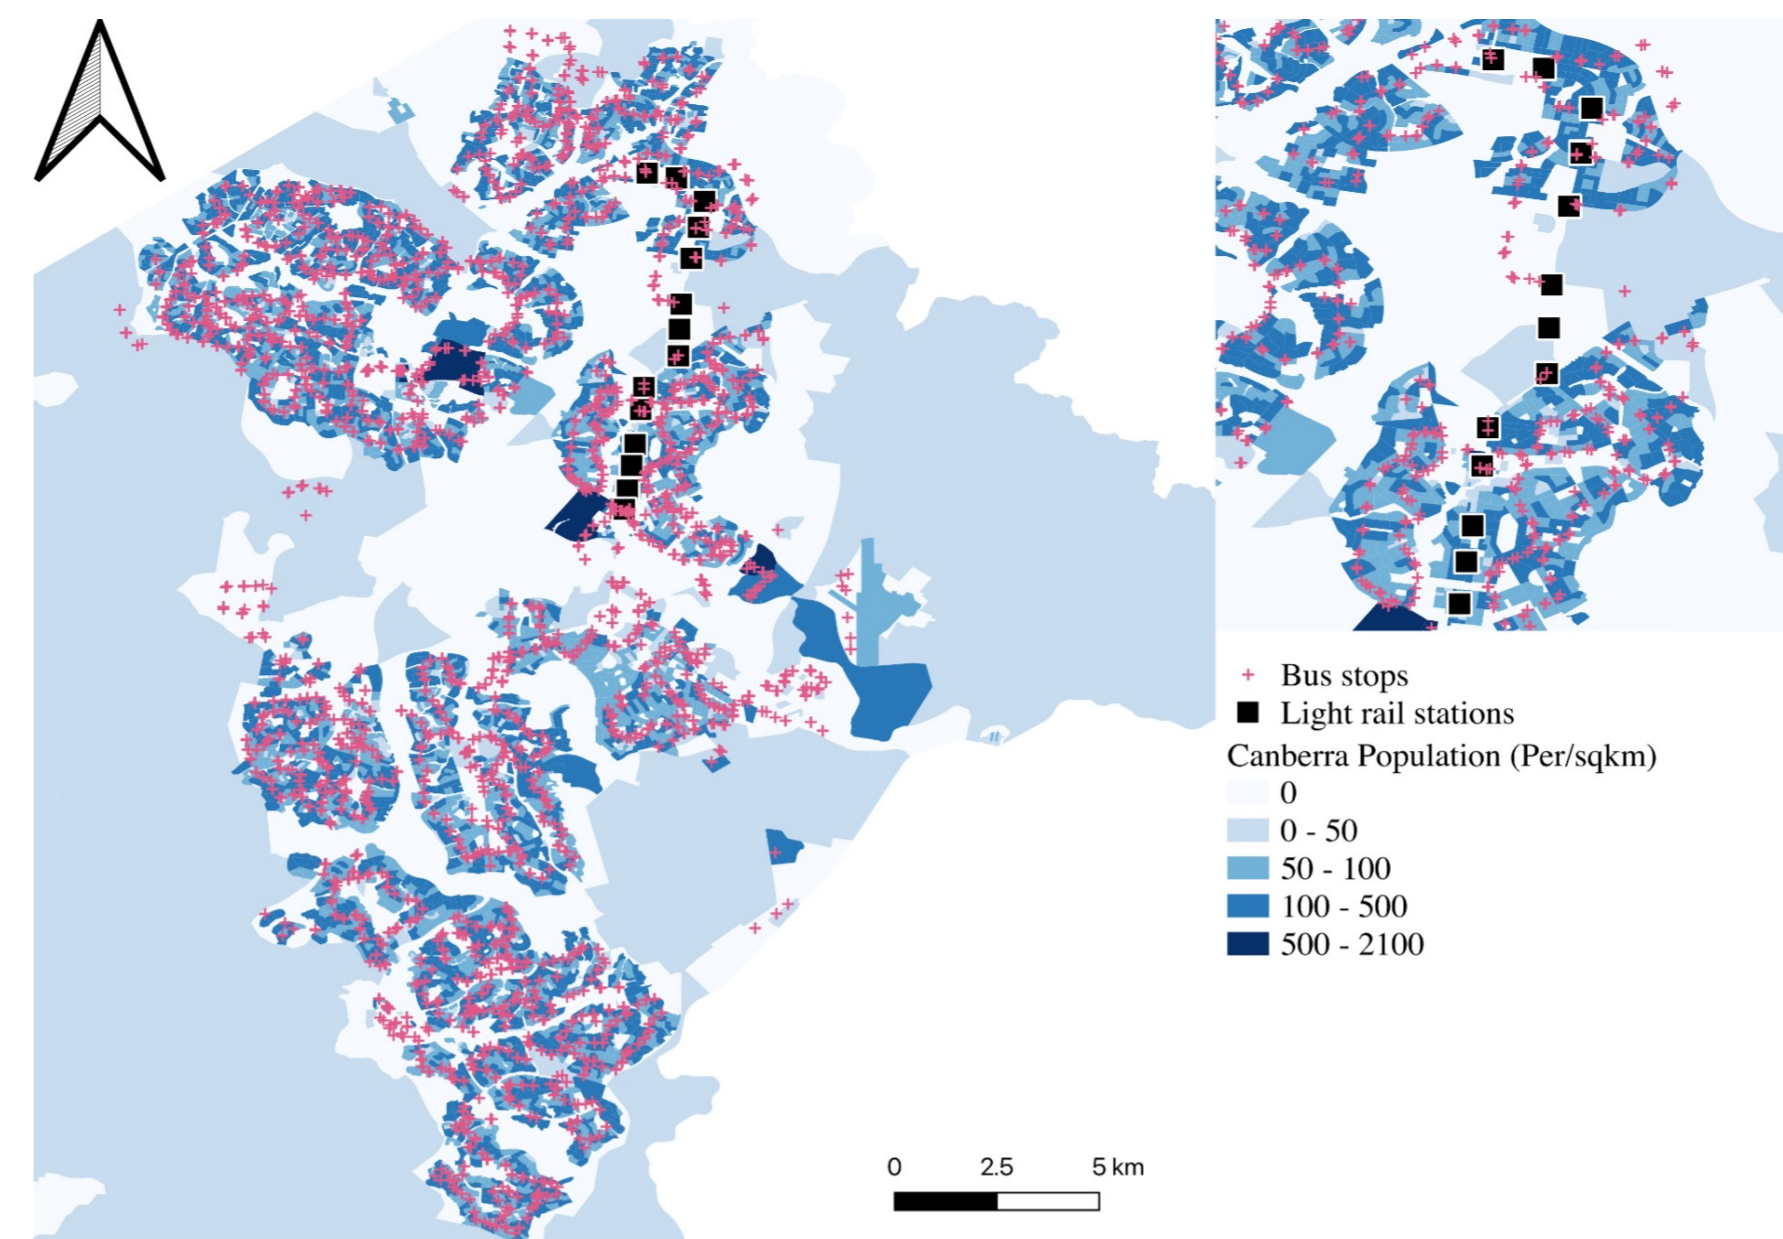 Bus stops
Light rail stations
Canberra Population (Per/sqkm)
0
0 - 50
50 - 100
100 - 500
500 - 2100
0 2.5 5 km